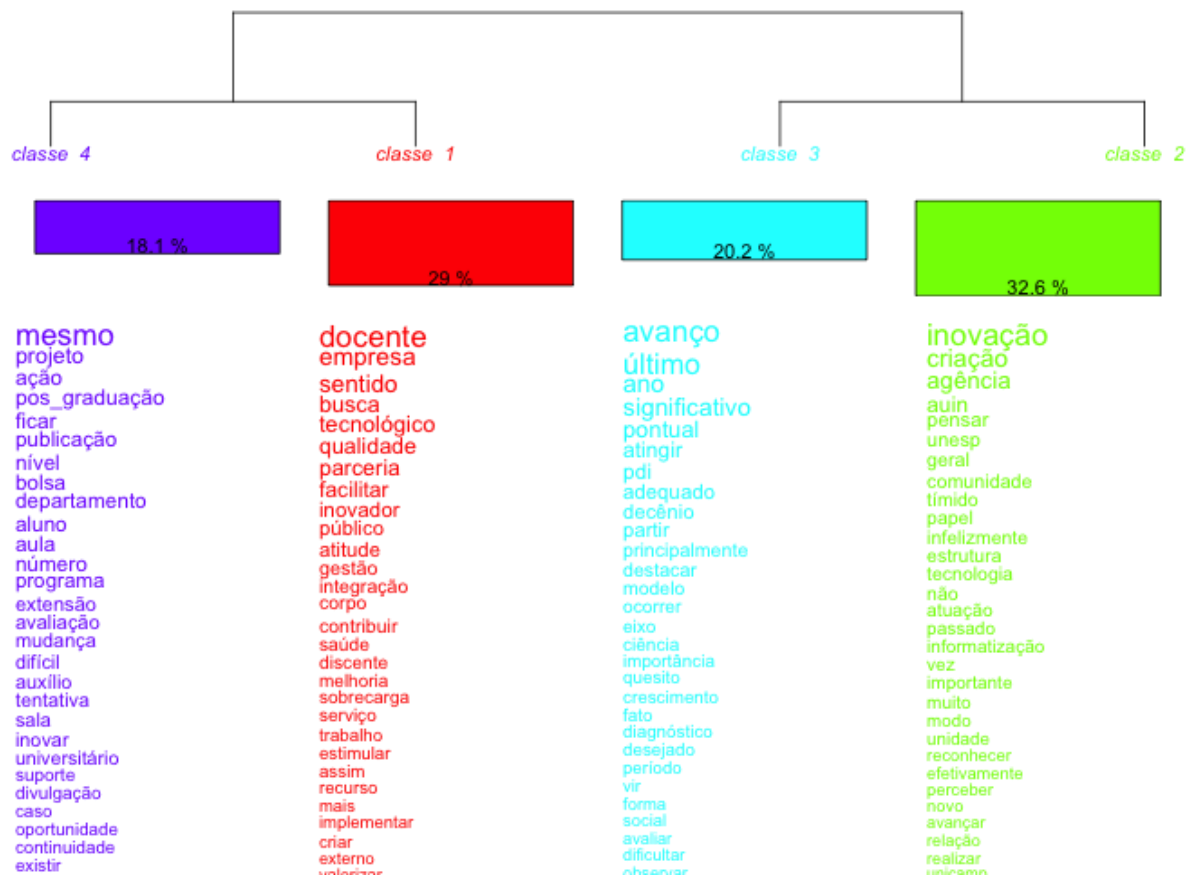 classe 4
classe 1
classe 3
classe 2
18.1 %
29 %
20.2 %
32.6 %
mesmo
projeto
ação
pos_graduação
ficar
publicação
nível
bolsa
departamento
aluno
aula
número
programa
extensão
avaliação
mudança
difícil
auxílio
tentativa
sala
inovar
universitário
suporte
divulgação
caso
oportunidade
continuidade
existir
docente
empresa
sentido
busca
tecnológico
qualidade
parceria
facilitar
inovador
público
atitude
gestão
integração
corpo
contribuir
saúde
discente
melhoria
sobrecarga
serviço
trabalho
estimular
assim
recurso
mais
implementar
criar
externo
valorizar
avanço
último
ano
significativo
pontual
atingir
pdi
adequado
decênio
partir
principalmente
destacar
modelo
ocorrer
eixo
ciência
importância
quesito
crescimento
fato
diagnóstico
desejado
período
vir
forma
social
avaliar
dificultar
observar
inovação
criação
agência
auin
pensar
unesp
geral
comunidade
tímido
papel
infelizmente
estrutura
tecnologia
não
atuação
passado
informatização
vez
importante
muito
modo
unidade
reconhecer
efetivamente
perceber
novo
avançar
relação
realizar
unicamp